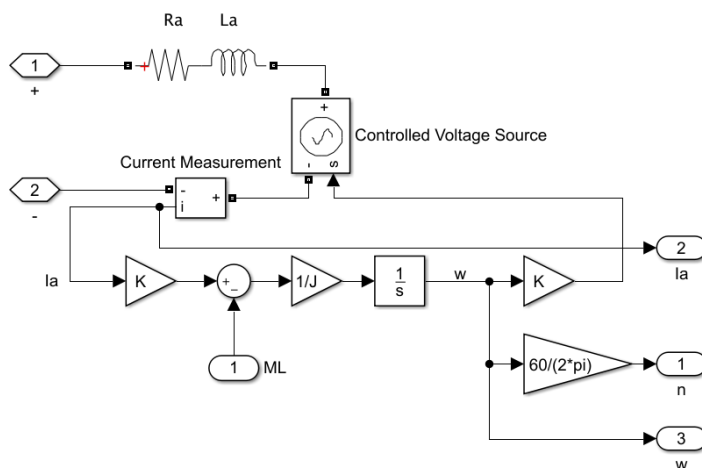 Ra La
1
+
+
Controlled Voltage Source
- s
Current Measurement
2
-
- +
i
2
Ia
Ia
K
+
-
1/J
1
s
w
K
1
ML
60/(2*pi)
1
n
3
w